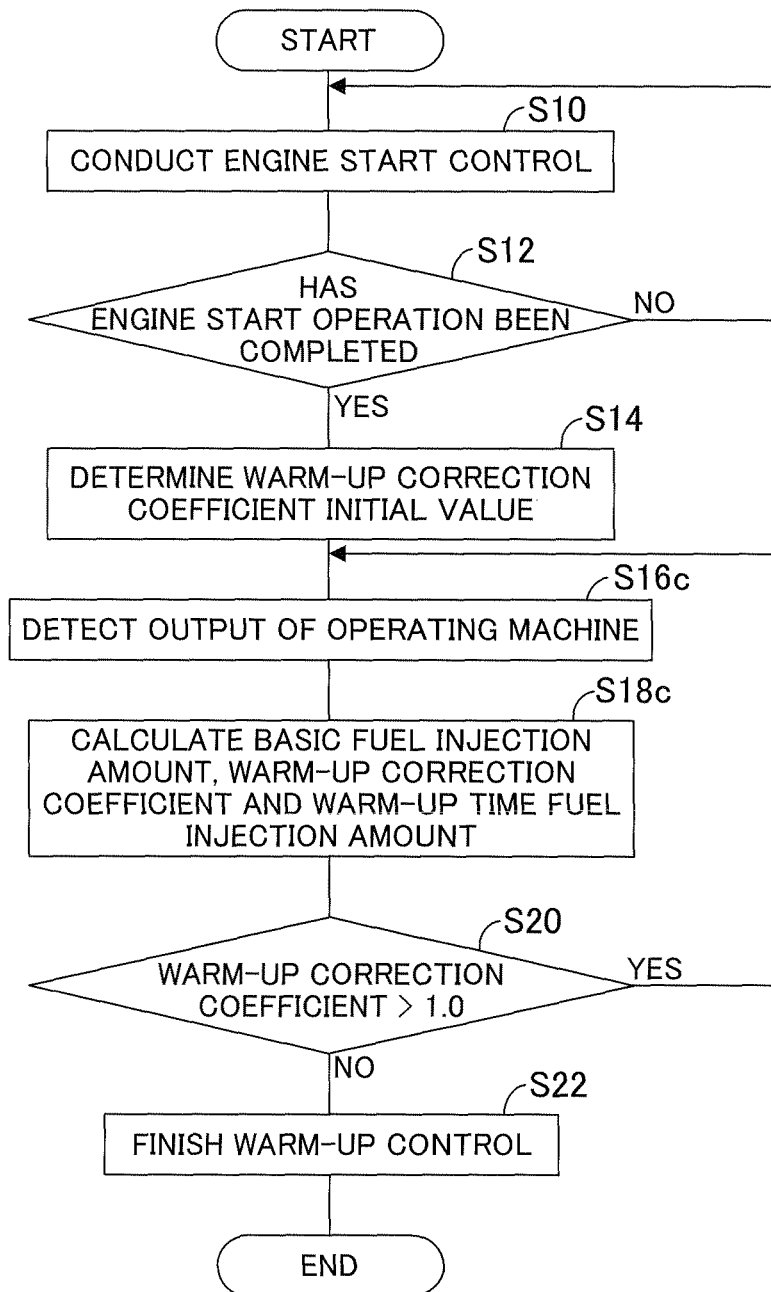 START
S10
CONDUCT ENGINE START CONTROL
S12
HAS
ENGINE START OPERATION BEEN
COMPLETED
NO
YES
S14
DETERMINE WARM-UP CORRECTION
COEFFICIENT INITIAL VALUE
S16c
DETECT OUTPUT OF OPERATING MACHINE
S18c
CALCULATE BASIC FUEL INJECTION
AMOUNT, WARM-UP CORRECTION
COEFFICIENT AND WARM-UP TIME FUEL
INJECTION AMOUNT
S20
WARM-UP CORRECTION
COEFFICIENT > 1.0
YES
NO
S22
FINISH WARM-UP CONTROL
END